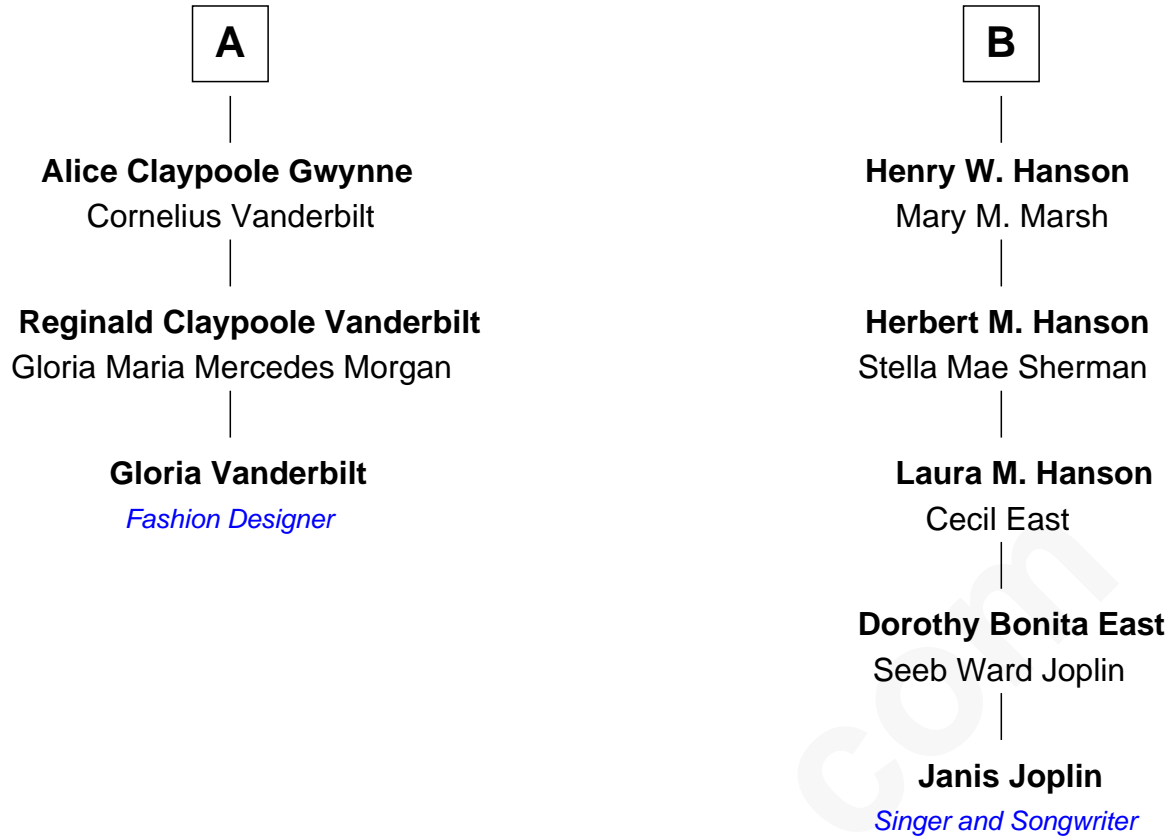 A
Alice Claypoole Gwynne
Cornelius Vanderbilt
Reginald Claypoole Vanderbilt
Gloria Maria Mercedes Morgan
Gloria Vanderbilt
Fashion Designer
B
Henry W. Hanson
Mary M. Marsh
Herbert M. Hanson
Stella Mae Sherman
Laura M. Hanson
Cecil East
Dorothy Bonita East
Seeb Ward Joplin
Janis Joplin
Singer and Songwriter
com